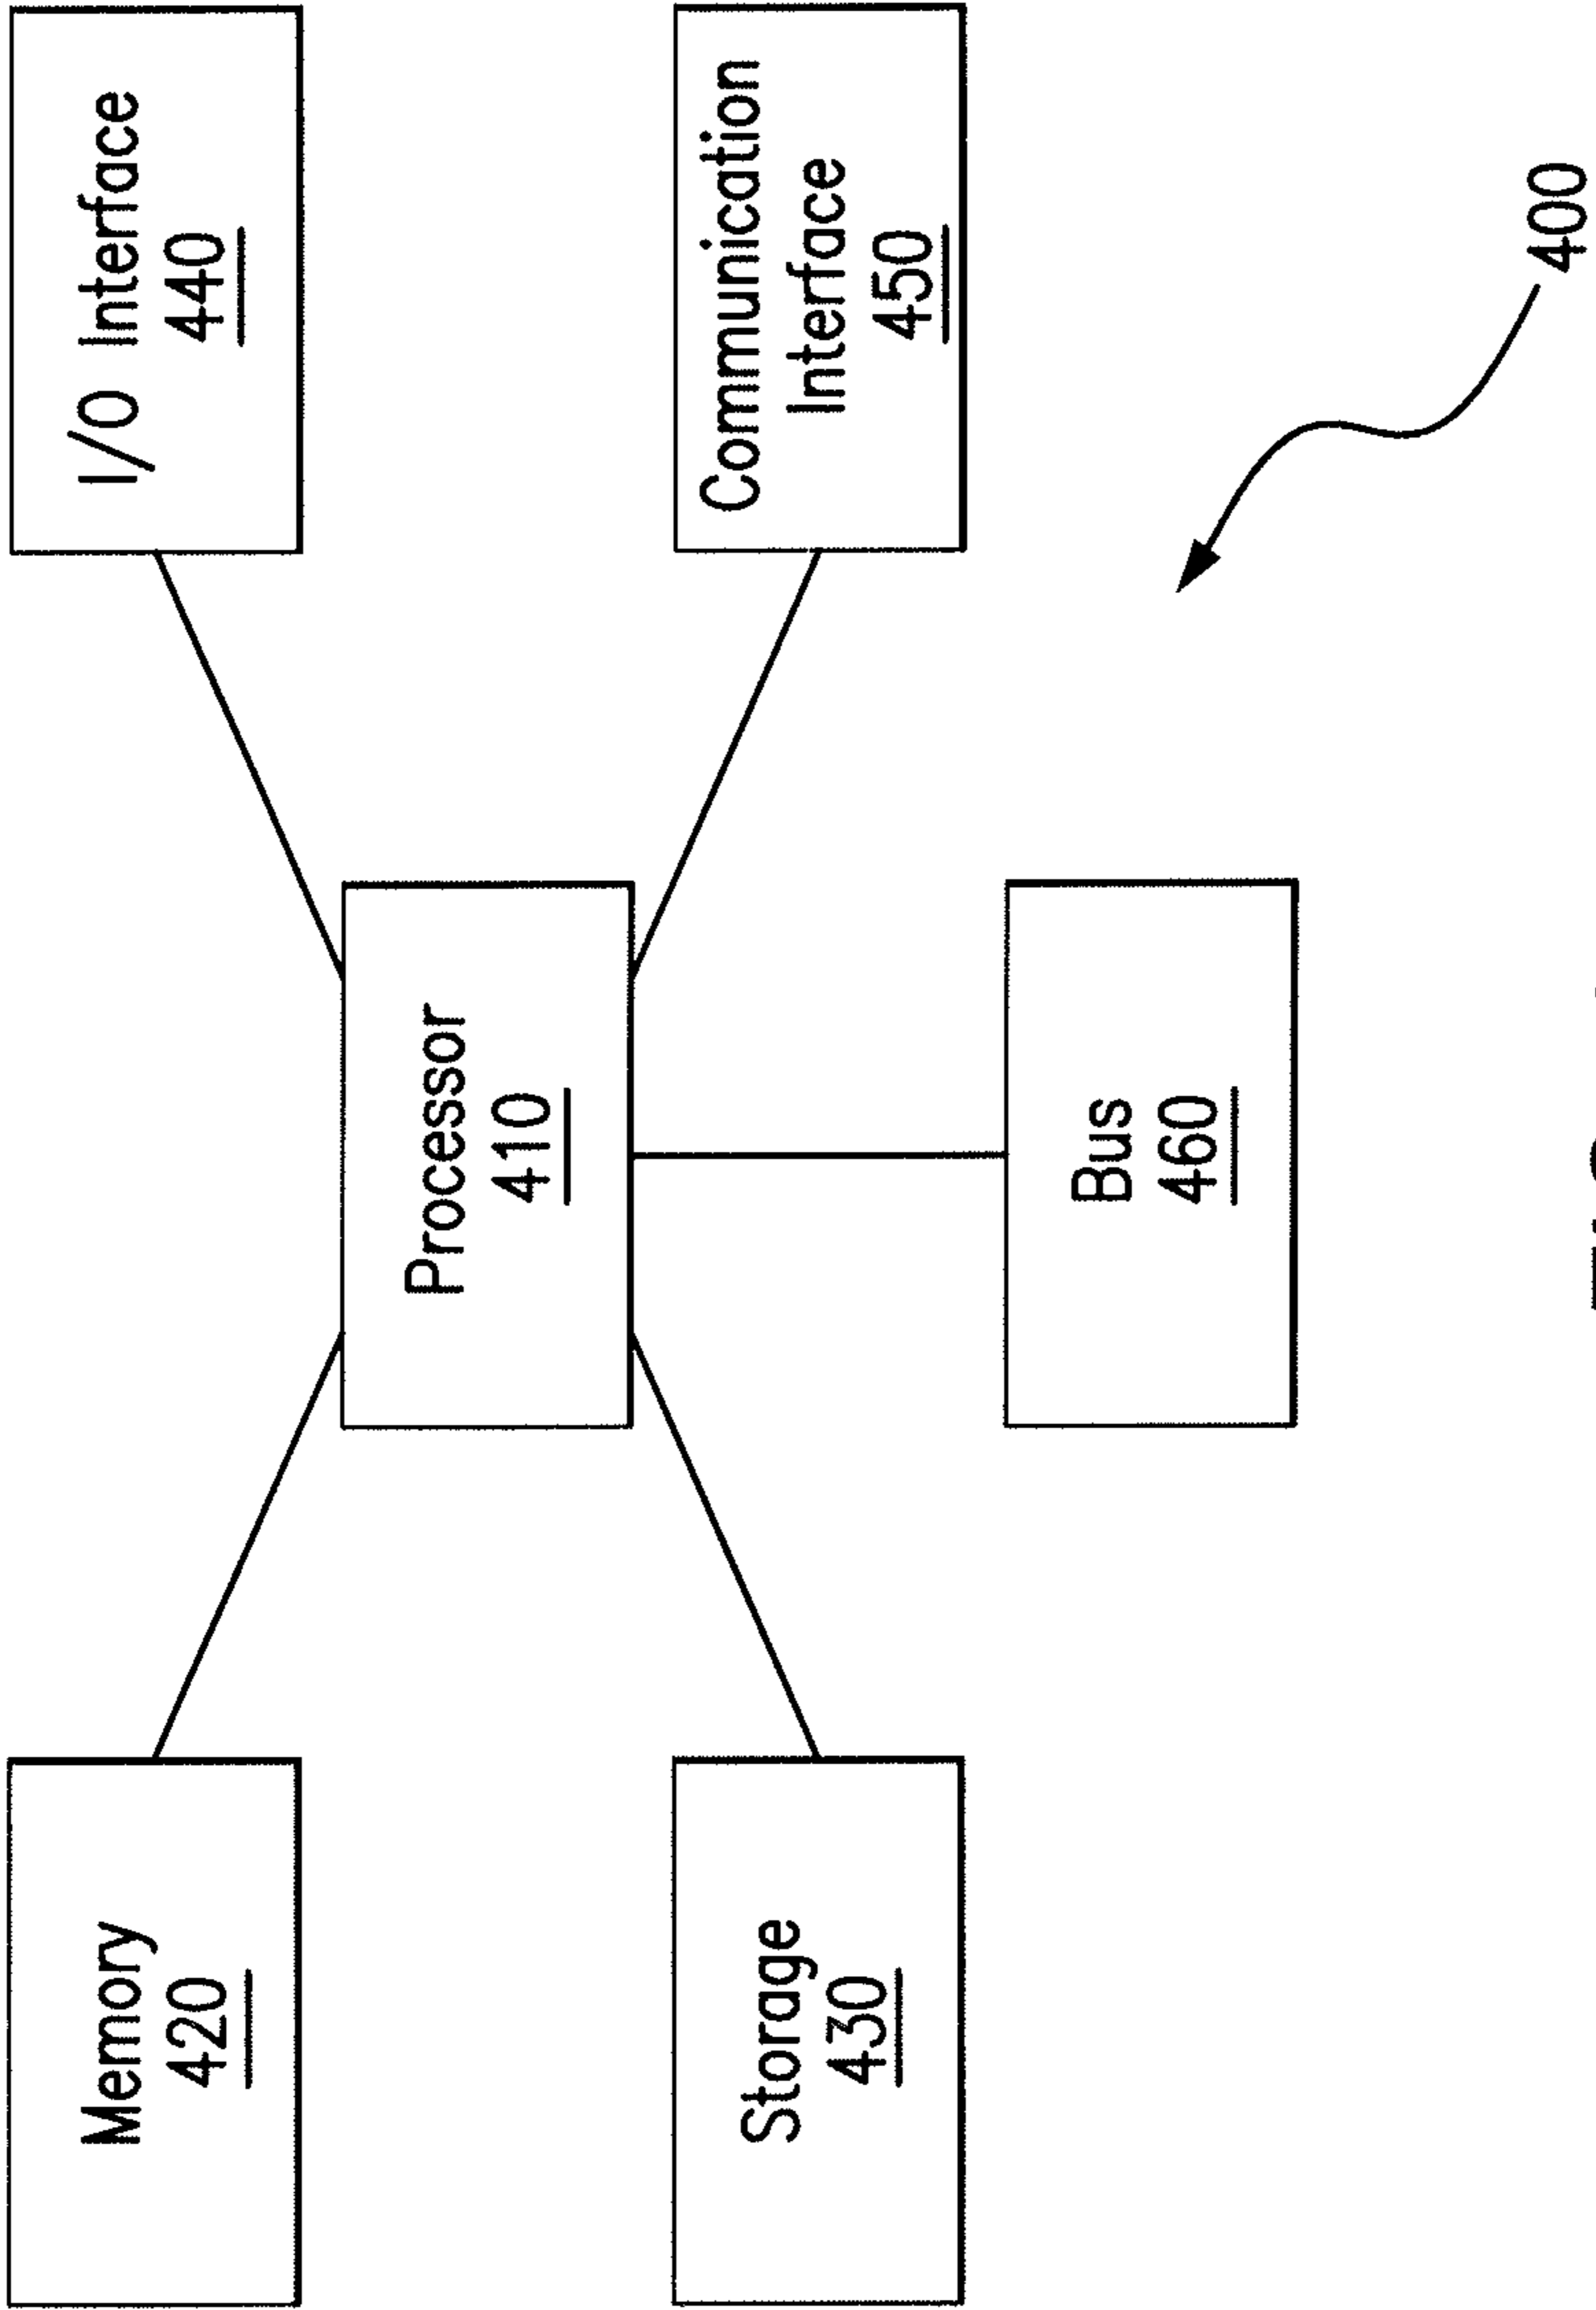 Memory
420
I/O Interface
440
Processor
410
Storage
430
Communication
Interface
450
Bus
460
400